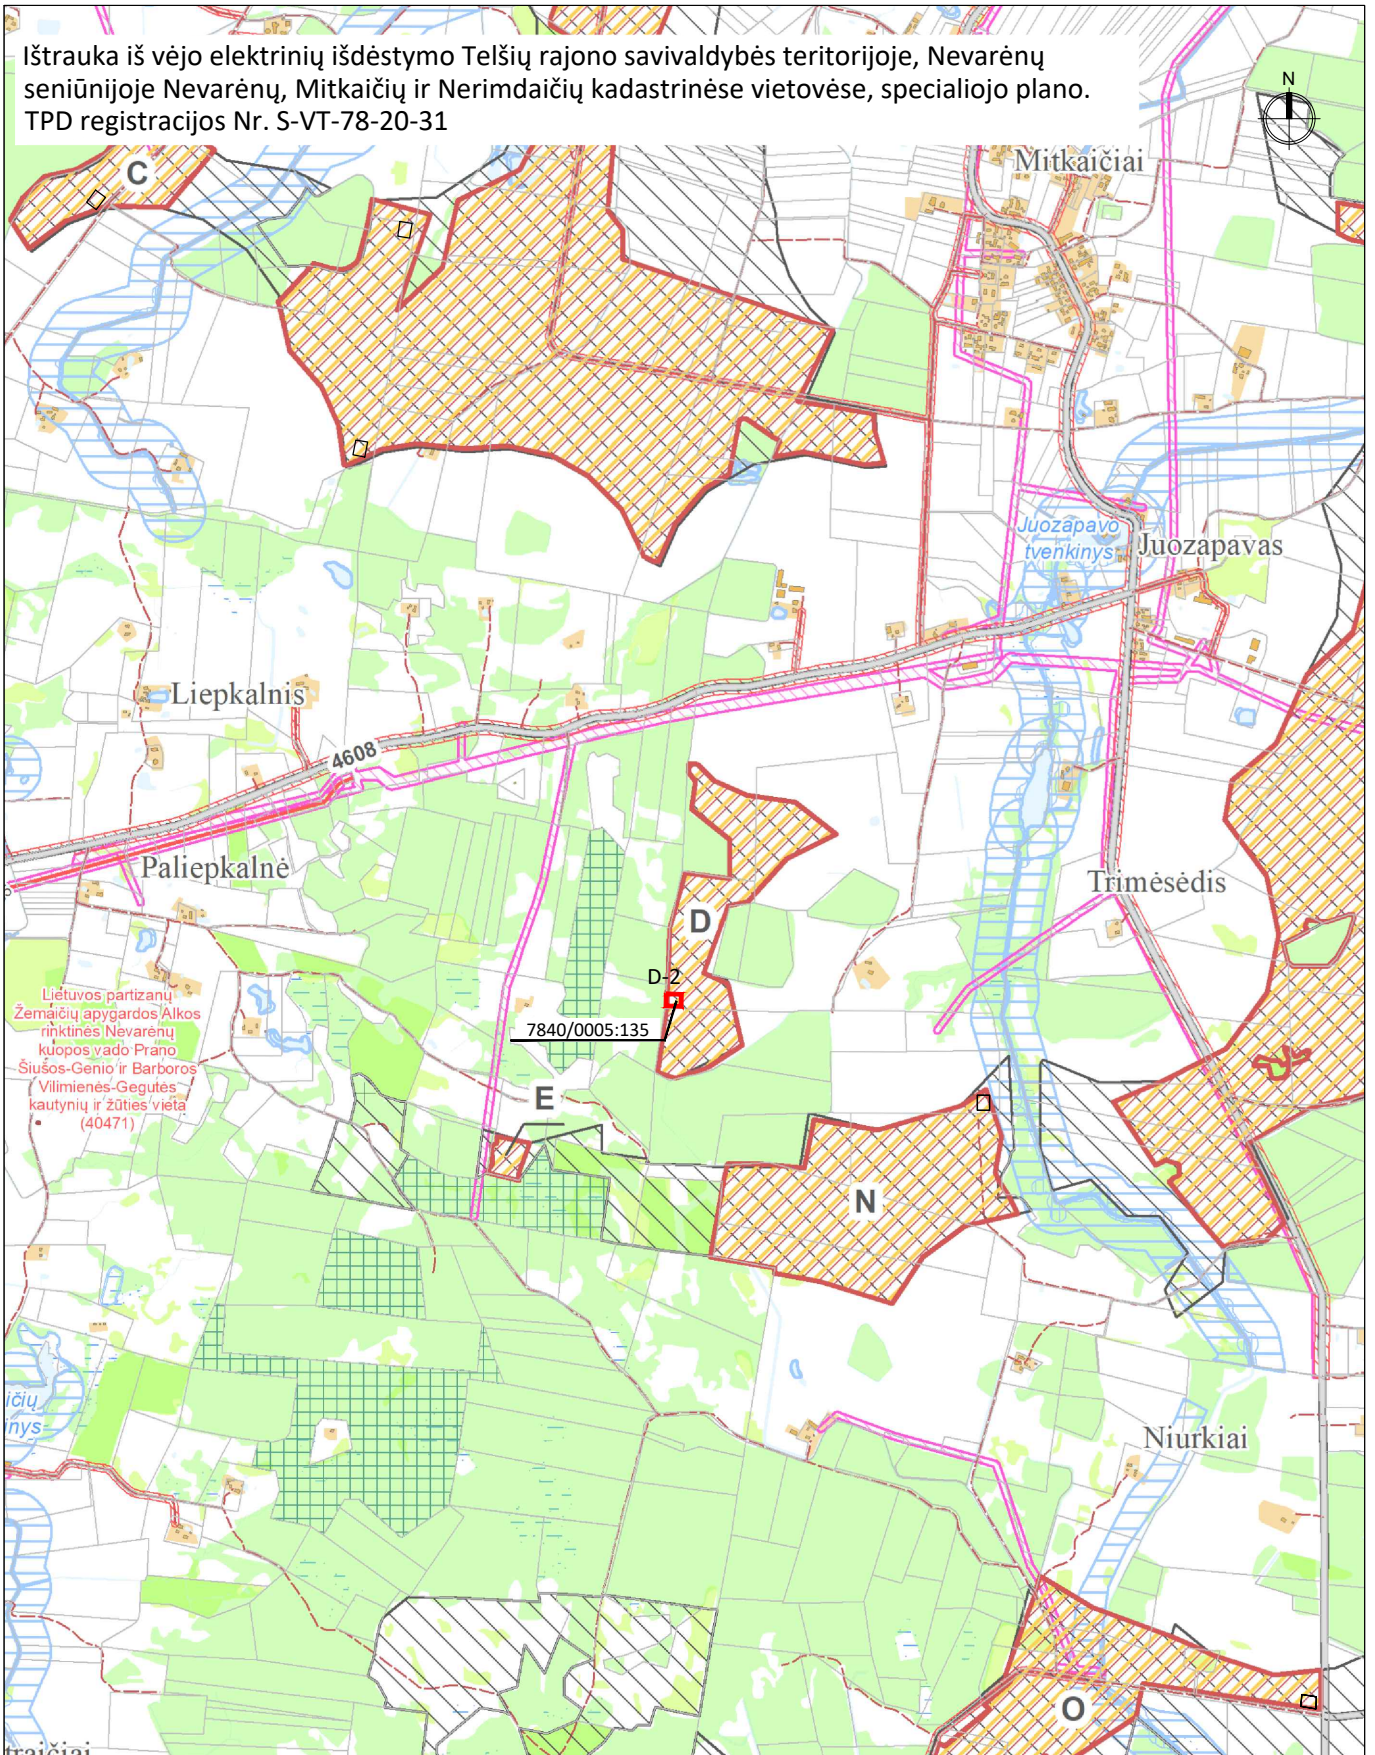 Ištrauka iš vėjo elektrinių išdėstymo Telšių rajono savivaldybės teritorijoje, Nevarėnų
seniūnijoje Nevarėnų, Mitkaičių ir Nerimdaičių kadastrinėse vietovėse, specialiojo plano.
TPD registracijos Nr. S-VT-78-20-31
N
Mitkaičiai
C
Juozapavo
tvenkinys
Juozapavas
Liepkalnis
4608
Paliepkalnė
Trimėsėdis
D
D-2
7840/0005:135
Lietuvos partizanų
Žemaičių apygardos Alkos
rinktinės Nevarėnų
kuopos vado Prano
Šiušos-Genio ir Barboros
Vilimienės-Gegutės
kautynių ir žūties vieta
(40471)
E
N
ičių
inys
Niurkiai
O
traičiai